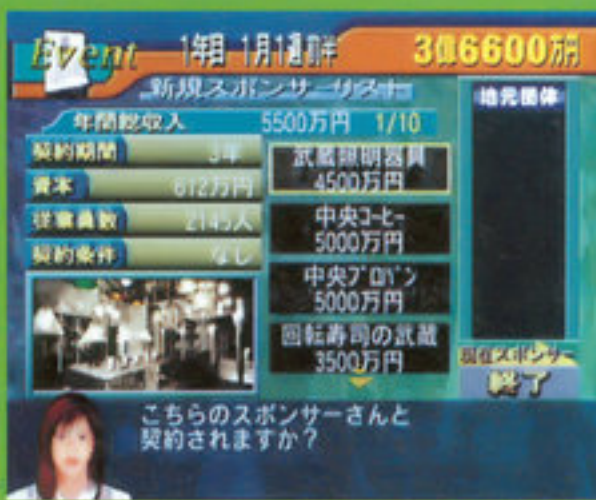 Event 1年目 1月1週前半 3億6600万円
新規スポンサーリスト
年間総収入 5500万円 1/10
契約期間 3年
資本 612万円
従業員数 2145人
契約条件 なし
武蔵照明器具
4500万円
中央コーヒー
5000万円
中央プロパン
5000万円
回転寿司の武蔵
3500万円
地元団体
現在スポンサー
終了
こちらのスポンサーさんと
契約されますか?